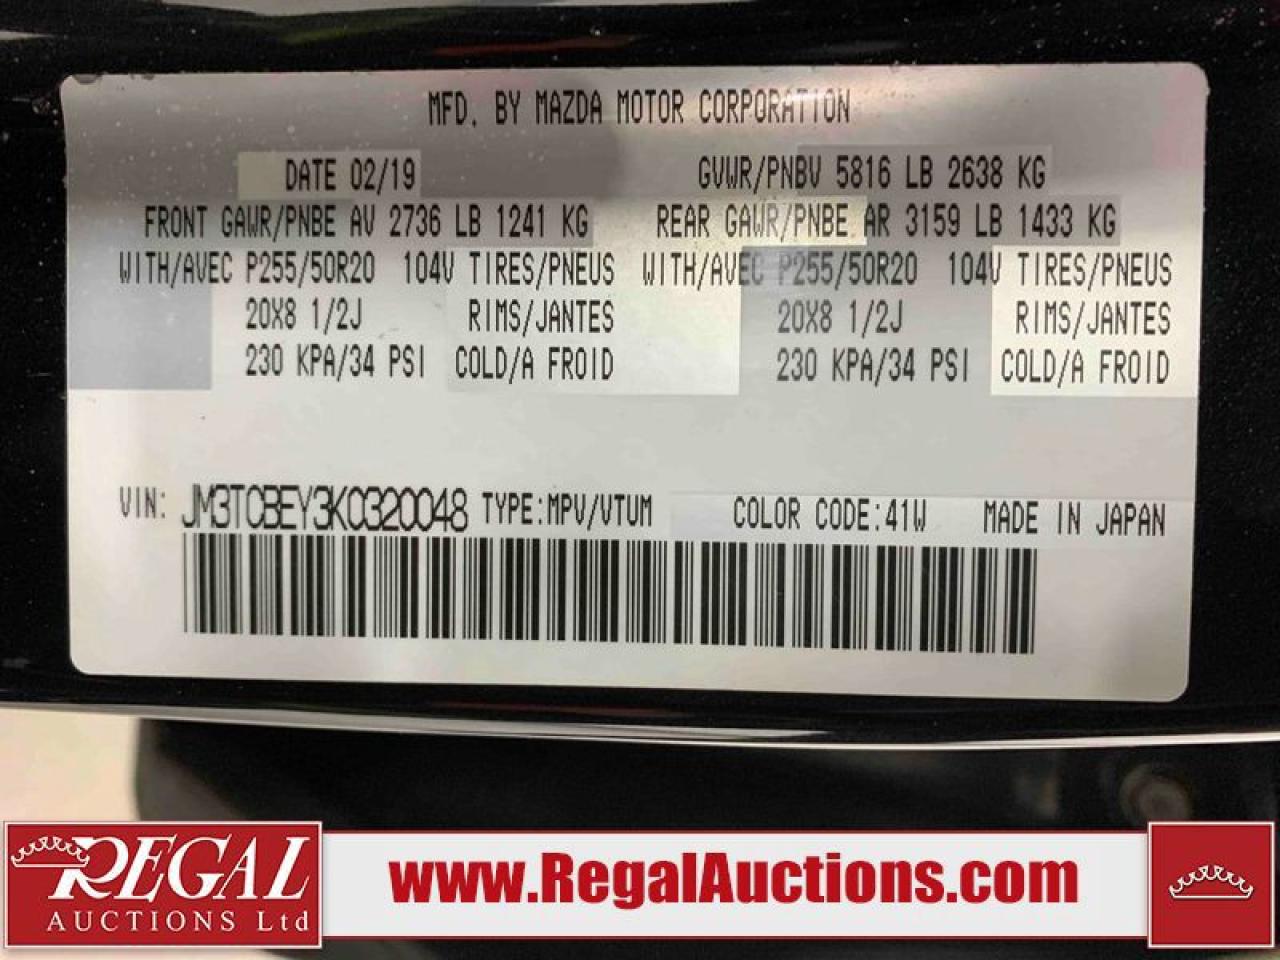 MFD. BY MAZDA MOTOR CORPORATION
DATE 02/19 GVWR/PNBV 5816 LB 2638 KG
FRONT GAWR/PNBE AV 2736 LB 1241 KG REAR GAWR/PNBE AR 3159 LB 1433 KG
WITH/AVEC P255/50R20 104V TIRES/PNEUS WITH/AVEC P255/50R20 104V TIRES/PNEUS
20X8 1/2J RIMS/JANTES 20X8 1/2J RIMS/JANTES
230 KPA/34 PSI COLD/A FROID 230 KPA/34 PSI COLD/A FROID
VIN: JM3TCBEY3K0320048 TYPE:MPV/VTUM COLOR CODE:41W MADE IN JAPAN
REGAL
AUCTIONS Ltd
www.RegalAuctions.com